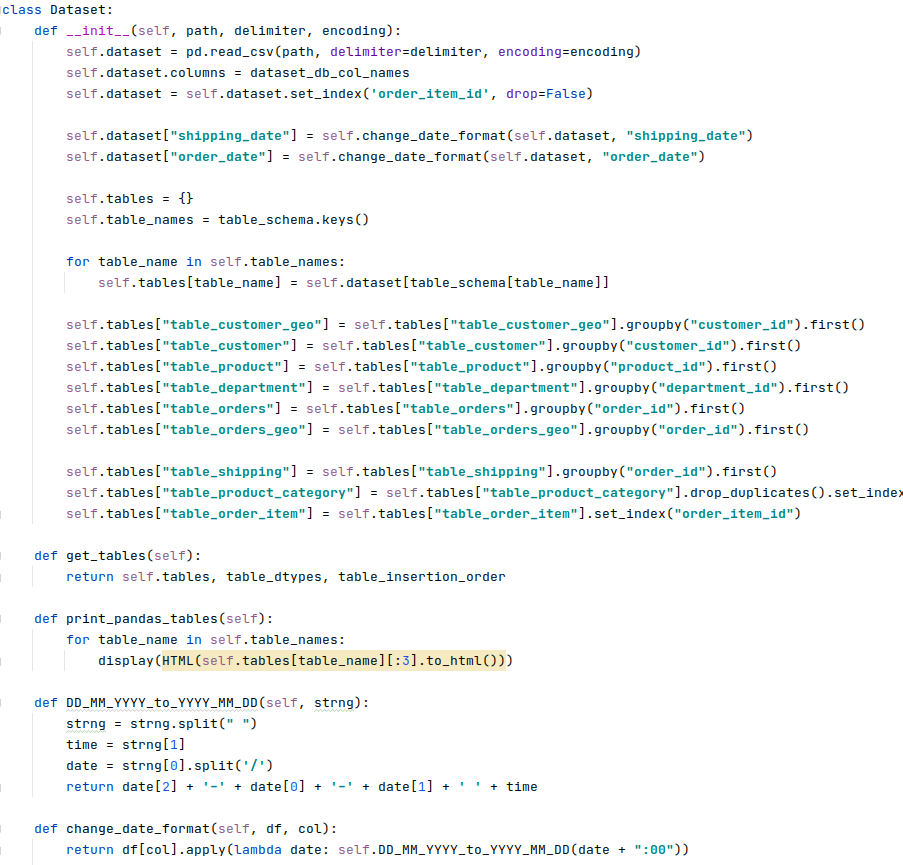 class Dataset:
    def __init__(self, path, delimiter, encoding):
        self.dataset = pd.read_csv(path, delimiter=delimiter, encoding=encoding)
        self.dataset.columns = dataset_db_col_names
        self.dataset = self.dataset.set_index('order_item_id', drop=False)

        self.dataset["shipping_date"] = self.change_date_format(self.dataset, "shipping_date")
        self.dataset["order_date"] = self.change_date_format(self.dataset, "order_date")

        self.tables = {}
        self.table_names = table_schema.keys()

        for table_name in self.table_names:
            self.tables[table_name] = self.dataset[table_schema[table_name]]

        self.tables["table_customer_geo"] = self.tables["table_customer_geo"].groupby("customer_id").first()
        self.tables["table_customer"] = self.tables["table_customer"].groupby("customer_id").first()
        self.tables["table_product"] = self.tables["table_product"].groupby("product_id").first()
        self.tables["table_department"] = self.tables["table_department"].groupby("department_id").first()
        self.tables["table_orders"] = self.tables["table_orders"].groupby("order_id").first()
        self.tables["table_orders_geo"] = self.tables["table_orders_geo"].groupby("order_id").first()

        self.tables["table_shipping"] = self.tables["table_shipping"].groupby("order_id").first()
        self.tables["table_product_category"] = self.tables["table_product_category"].drop_duplicates().set_index
        self.tables["table_order_item"] = self.tables["table_order_item"].set_index("order_item_id")

    def get_tables(self):
        return self.tables, table_dtypes, table_insertion_order

    def print_pandas_tables(self):
        for table_name in self.table_names:
            display(HTML(self.tables[table_name][:3].to_html()))

    def DD_MM_YYYY_to_YYYY_MM_DD(self, strng):
        strng = strng.split(" ")
        time = strng[1]
        date = strng[0].split('/')
        return date[2] + '-' + date[0] + '-' + date[1] + ' ' + time

    def change_date_format(self, df, col):
        return df[col].apply(lambda date: self.DD_MM_YYYY_to_YYYY_MM_DD(date + ":00"))